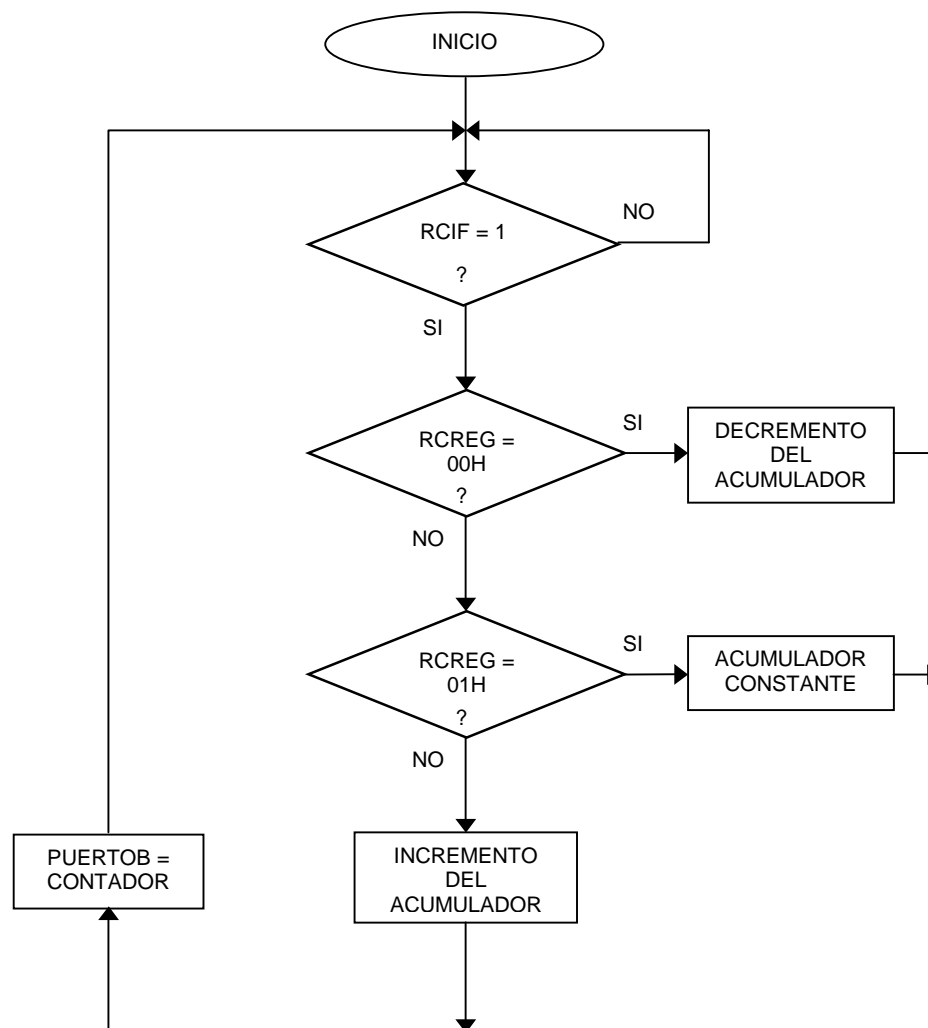 INICIO
RCIF = 1
?
NO
SI
RCREG =
00H
?
SI
DECREMENTO
DEL
ACUMULADOR
NO
RCREG =
01H
?
SI
ACUMULADOR
CONSTANTE
NO
PUERTOB =
CONTADOR
INCREMENTO
DEL
ACUMULADOR